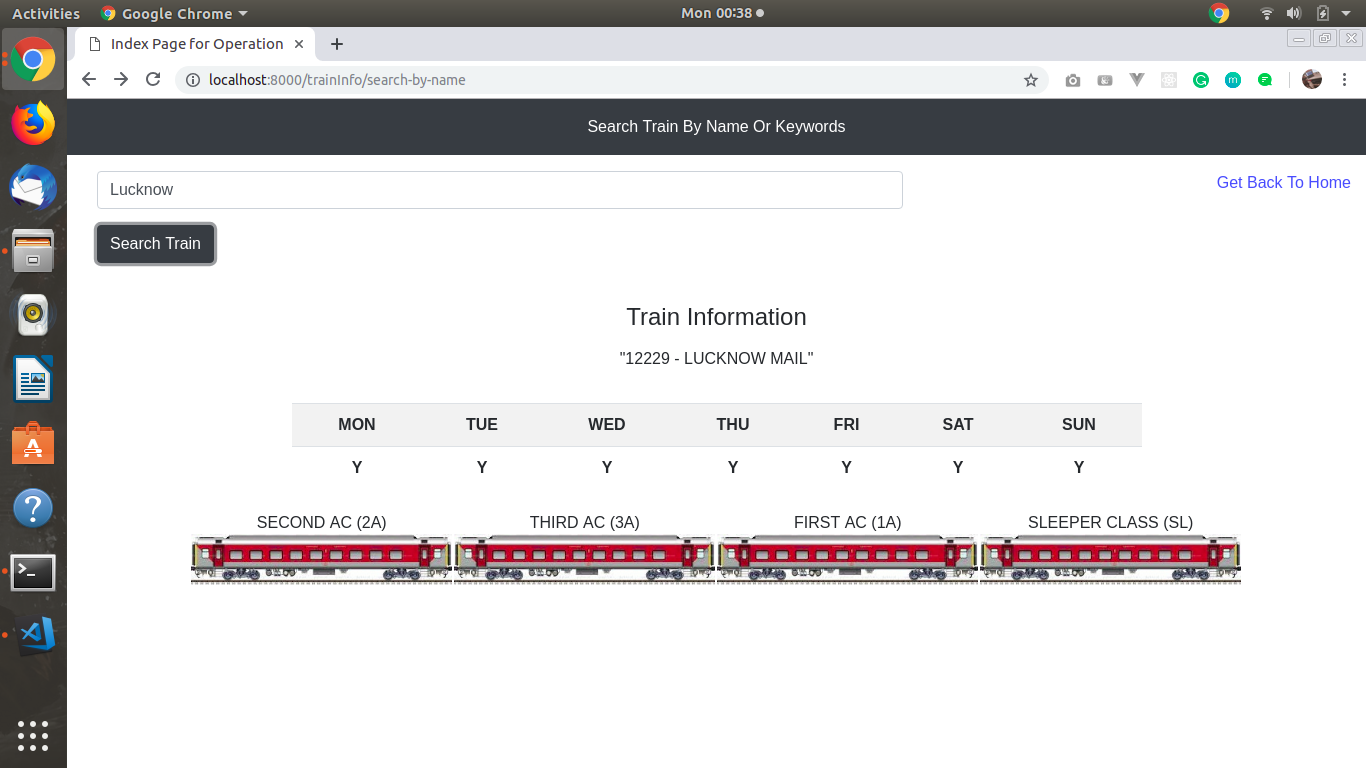 Activities Google Chrome Mon 00:38
Index Page for Operation
localhost:8000/trainInfo/search-by-name
Search Train By Name Or Keywords
Lucknow
Get Back To Home
Search Train
Train Information
"12229 - LUCKNOW MAIL"
MON TUE WED THU FRI SAT SUN
Y Y Y Y Y Y Y
SECOND AC (2A) THIRD AC (3A) FIRST AC (1A) SLEEPER CLASS (SL)